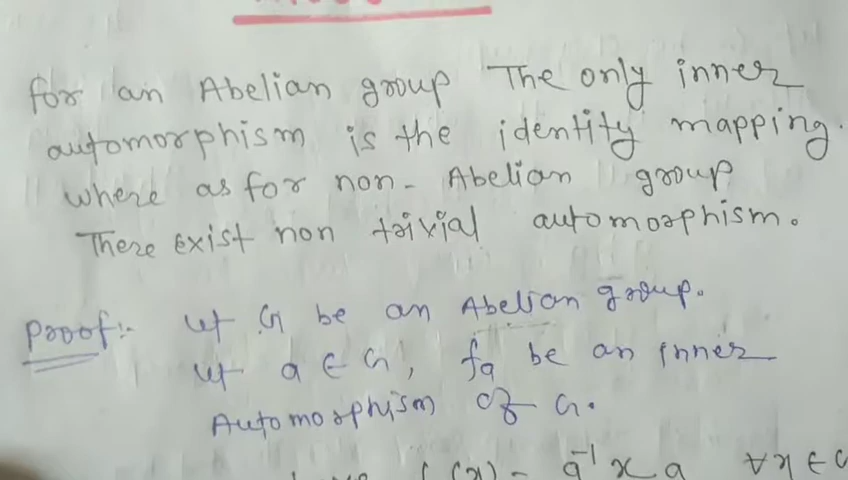 for an Abelian group The only inner
automorphism is the identity mapping.
where as for non- Abelian group
There exist non trivial automorphism.
Proof:- Let G be an Abelian group.
Let a ∈ G, fa be an inner
Automorphism of G.
(x) = a⁻¹ x a ∀ x ∈ G